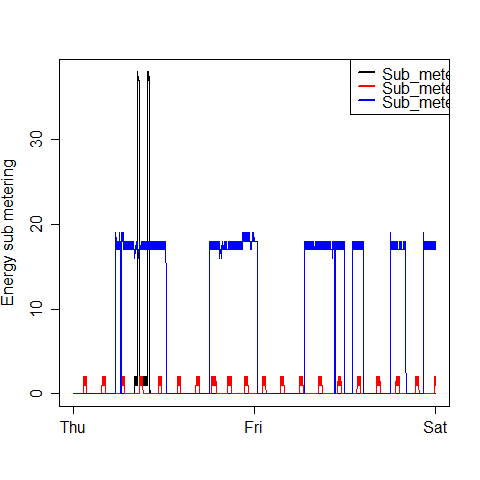 Sub_mete
Sub_mete
Sub_mete
Energy sub metering
30
20
10
0
Thu Fri Sat